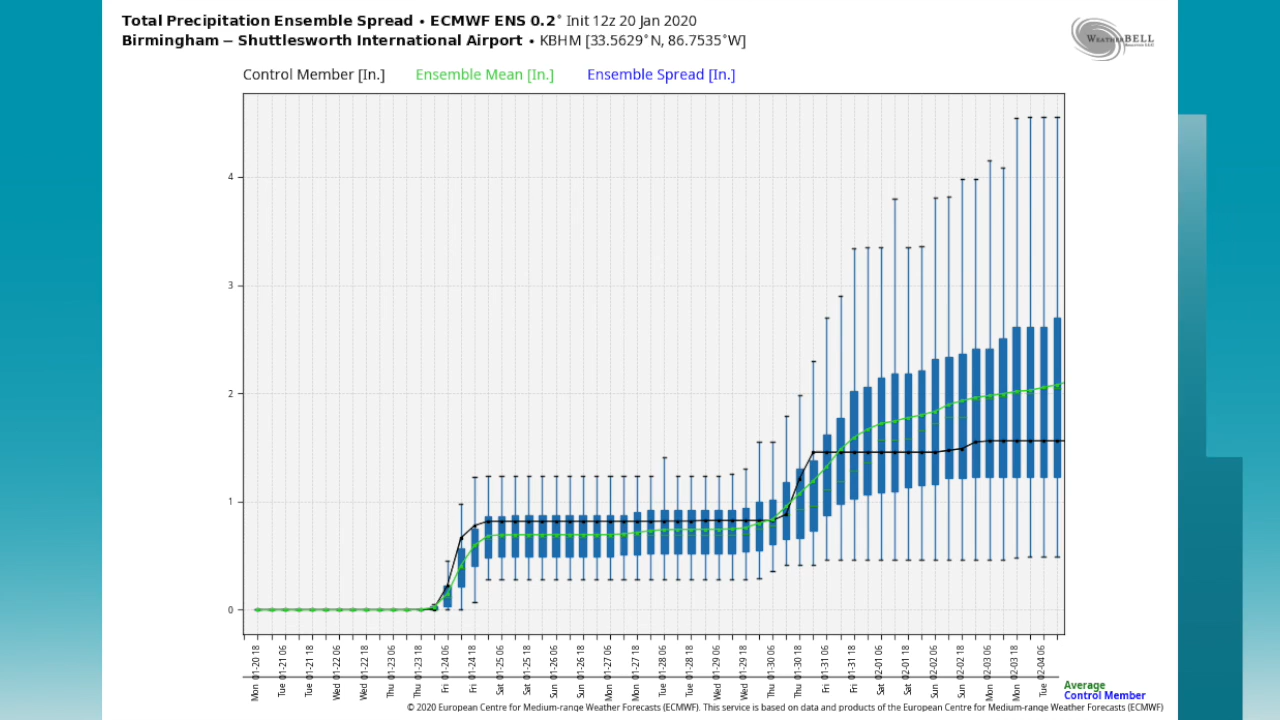 Total Precipitation Ensemble Spread • ECMWF ENS 0.2° Init 12z 20 Jan 2020
Birmingham – Shuttlesworth International Airport • KBHM [33.5629°N, 86.7535°W]
WEATHERBELL
Control Member [In.] Ensemble Mean [In.] Ensemble Spread [In.]
4
3
2
1
0
Mon 01-20 18
Tue 01-21 06
Tue 01-21 18
Wed 01-22 06
Wed 01-22 18
Thu 01-23 06
Thu 01-23 18
Fri 01-24 06
Fri 01-24 18
Sat 01-25 06
Sat 01-25 18
Sun 01-26 06
Sun 01-26 18
Mon 01-27 06
Mon 01-27 18
Tue 01-28 06
Tue 01-28 18
Wed 01-29 06
Wed 01-29 18
Thu 01-30 06
Thu 01-30 18
Fri 01-31 06
Fri 01-31 18
Sat 02-01 06
Sat 02-01 18
Sun 02-02 06
Sun 02-02 18
Mon 02-03 06
Mon 02-03 18
Tue 02-04 06
Average
Control Member
© 2020 European Centre for Medium-range Weather Forecasts (ECMWF). This service is based on data and products of the European Centre for Medium-range Weather Forecasts (ECMWF)